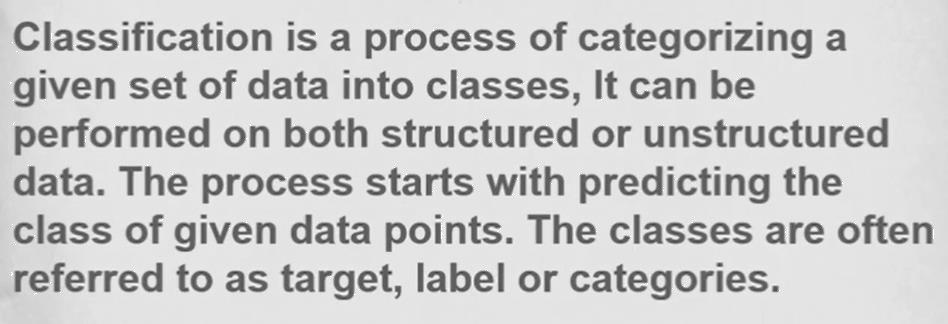 Classification is a process of categorizing a
given set of data into classes, It can be
performed on both structured or unstructured
data. The process starts with predicting the
class of given data points. The classes are often
referred to as target, label or categories.